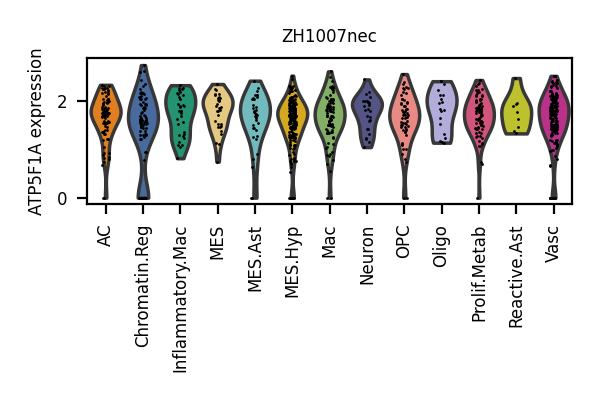 ZH1007nec
ATP5F1A expression
2
0
AC
Chromatin.Reg
Inflammatory.Mac
MES
MES.Ast
MES.Hyp
Mac
Neuron
OPC
Oligo
Prolif.Metab
Reactive.Ast
Vasc